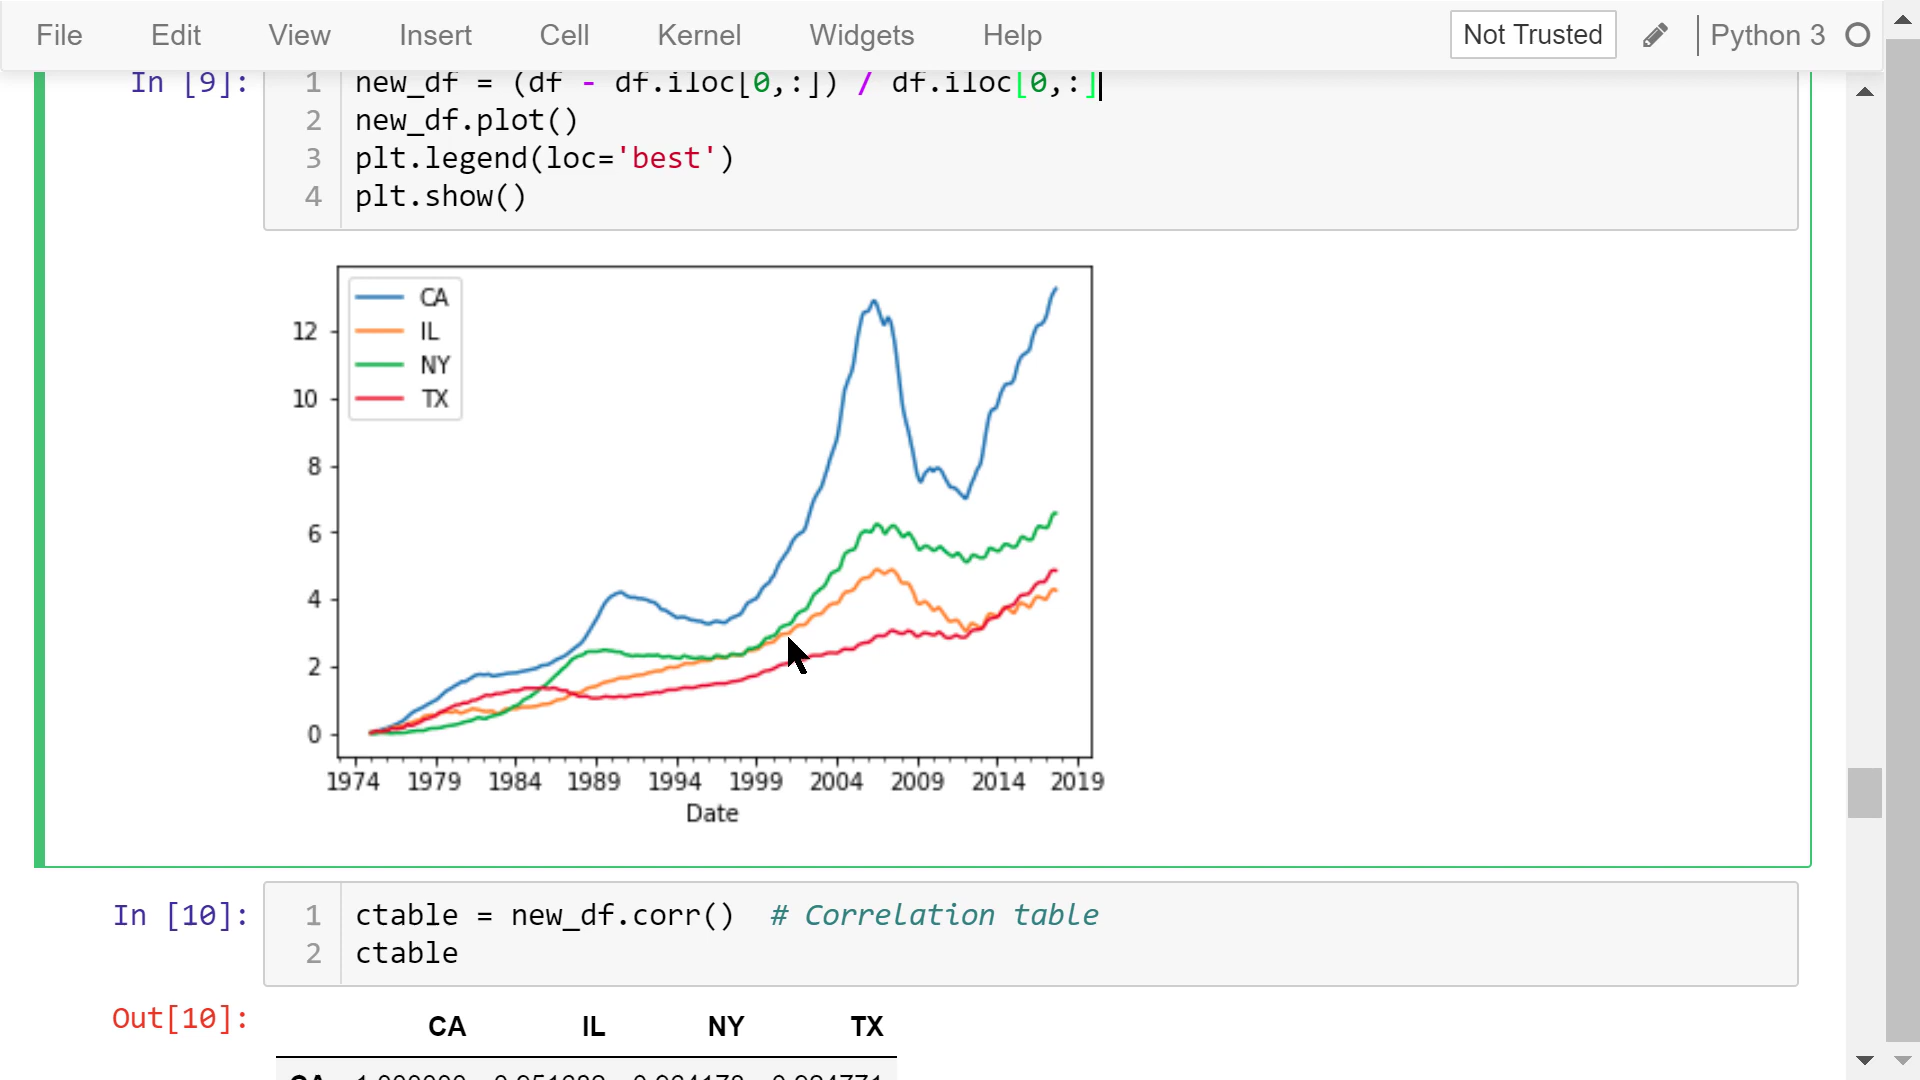 File Edit View Insert Cell Kernel Widgets Help Not Trusted Python 3
In [9]: 1 new_df = (df - df.iloc[0,:]) / df.iloc[0,:]
2 new_df.plot()
3 plt.legend(loc='best')
4 plt.show()
CA
IL
NY
TX
12
10
8
6
4
2
0
1974 1979 1984 1989 1994 1999 2004 2009 2014 2019
Date
In [10]: 1 ctable = new_df.corr()  # Correlation table
2 ctable
Out[10]:
CA IL NY TX